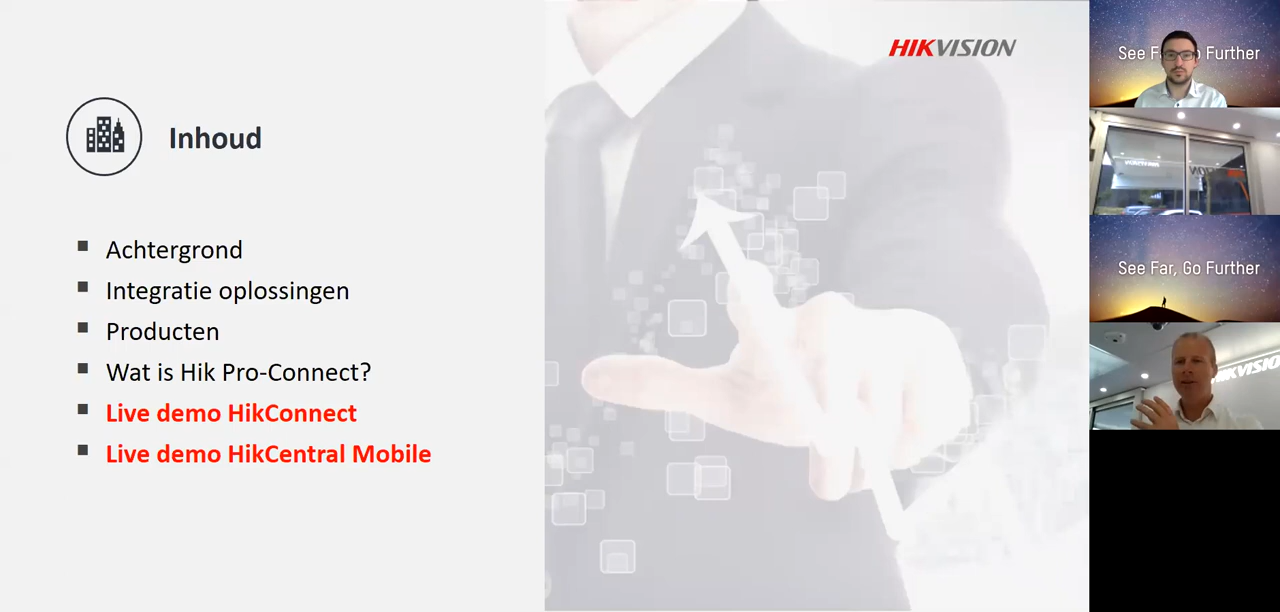 HIKVISION
Inhoud
Achtergrond
Integratie oplossingen
Producten
Wat is Hik Pro-Connect?
Live demo HikConnect
Live demo HikCentral Mobile
See Far, Go Further
HIKVISION